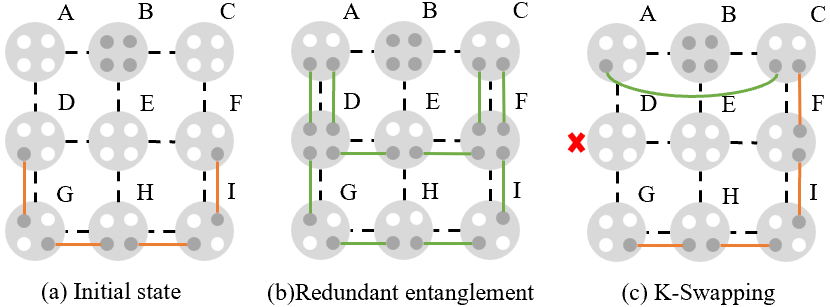 A B C
D E F
G H I
(a) Initial state
A B C
D E F
G H I
(b)Redundant entanglement
A B C
D E F
G H I
(c) K-Swapping